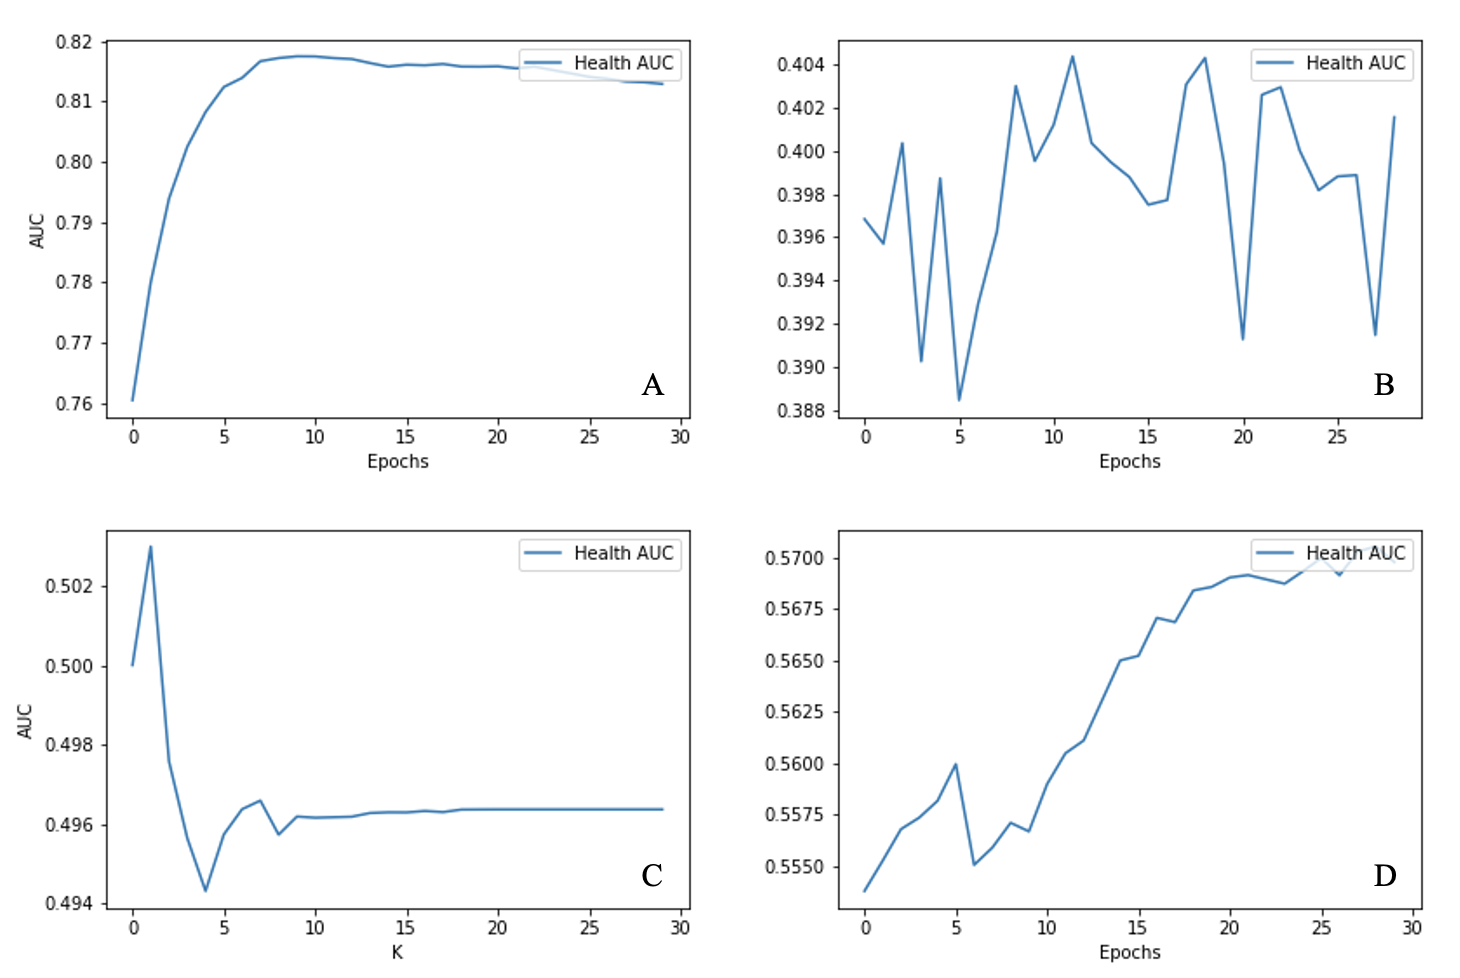 0.82
0.81
0.80
0.79
0.78
0.77
0.76
AUC
Health AUC
A
0 5 10 15 20 25 30
Epochs
0.404
0.402
0.400
0.398
0.396
0.394
0.392
0.390
0.388
Health AUC
B
0 5 10 15 20 25
Epochs
0.502
0.500
0.498
0.496
0.494
AUC
Health AUC
C
0 5 10 15 20 25 30
K
0.5700
0.5675
0.5650
0.5625
0.5600
0.5575
0.5550
Health AUC
D
0 5 10 15 20 25 30
Epochs